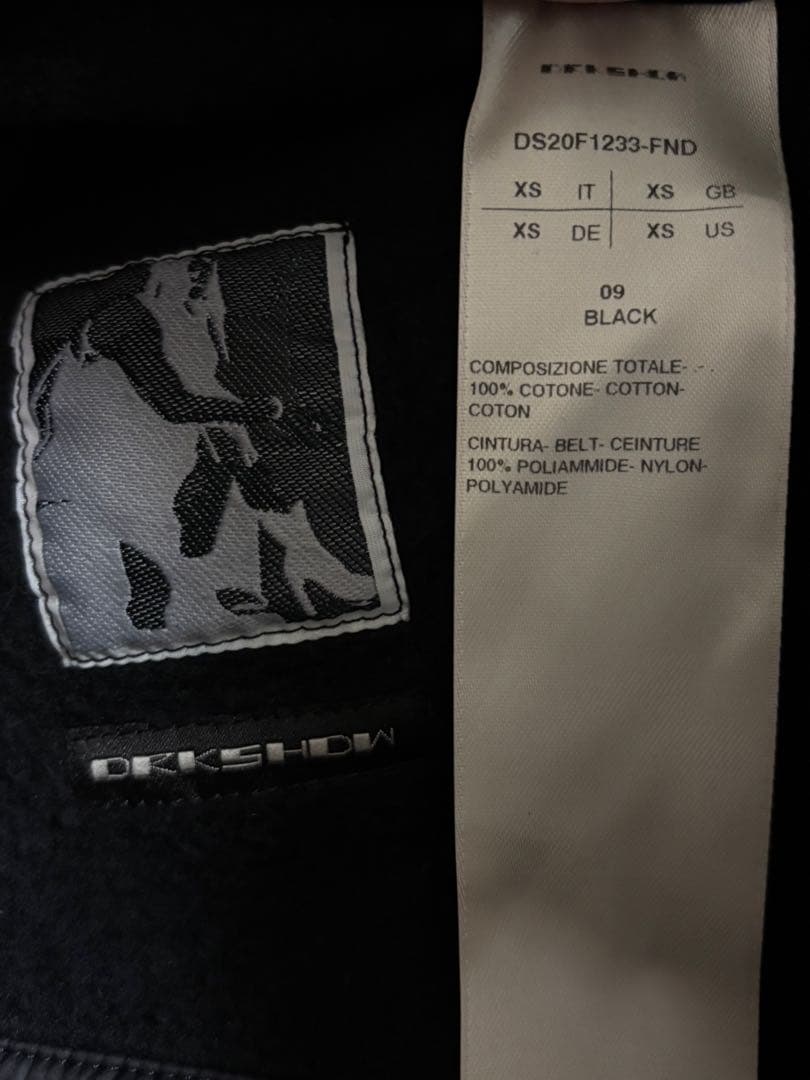 DRKSHDW
DS20F1233-FND
XS IT XS GB
XS DE XS US
09
BLACK
COMPOSIZIONE TOTALE- - -
100% COTONE- COTTON-
COTON
CINTURA- BELT- CEINTURE
100% POLIAMMIDE- NYLON-
POLYAMIDE
DRKSHDW